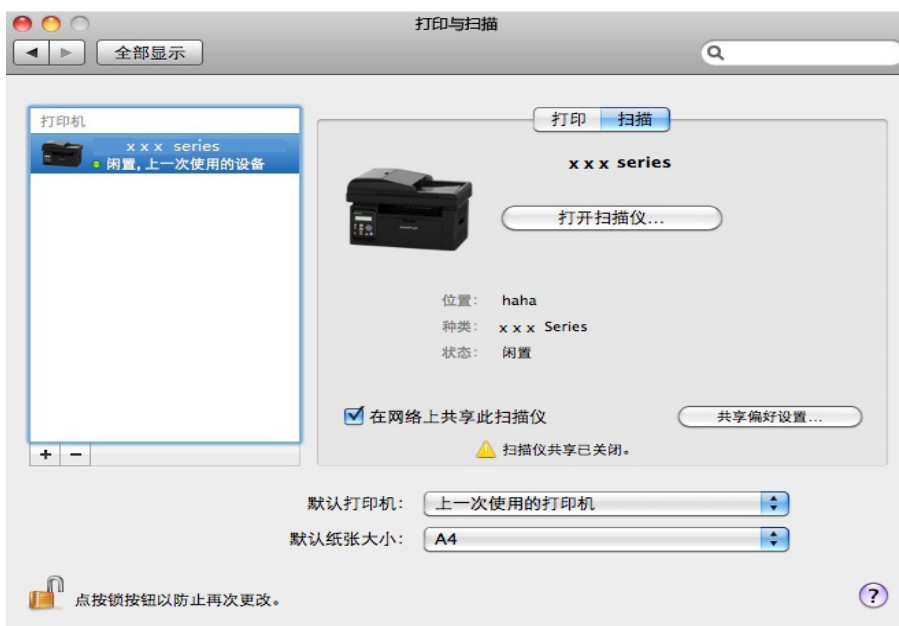 打印与扫描
全部显示
打印机
x x x series
闲置,上一次使用的设备
打印 扫描
x x x series
打开扫描仪...
位置: haha
种类: x x x Series
状态: 闲置
在网络上共享此扫描仪 共享偏好设置...
扫描仪共享已关闭。
+ −
默认打印机: 上一次使用的打印机
默认纸张大小: A4
点按锁按钮以防止再次更改。 ?